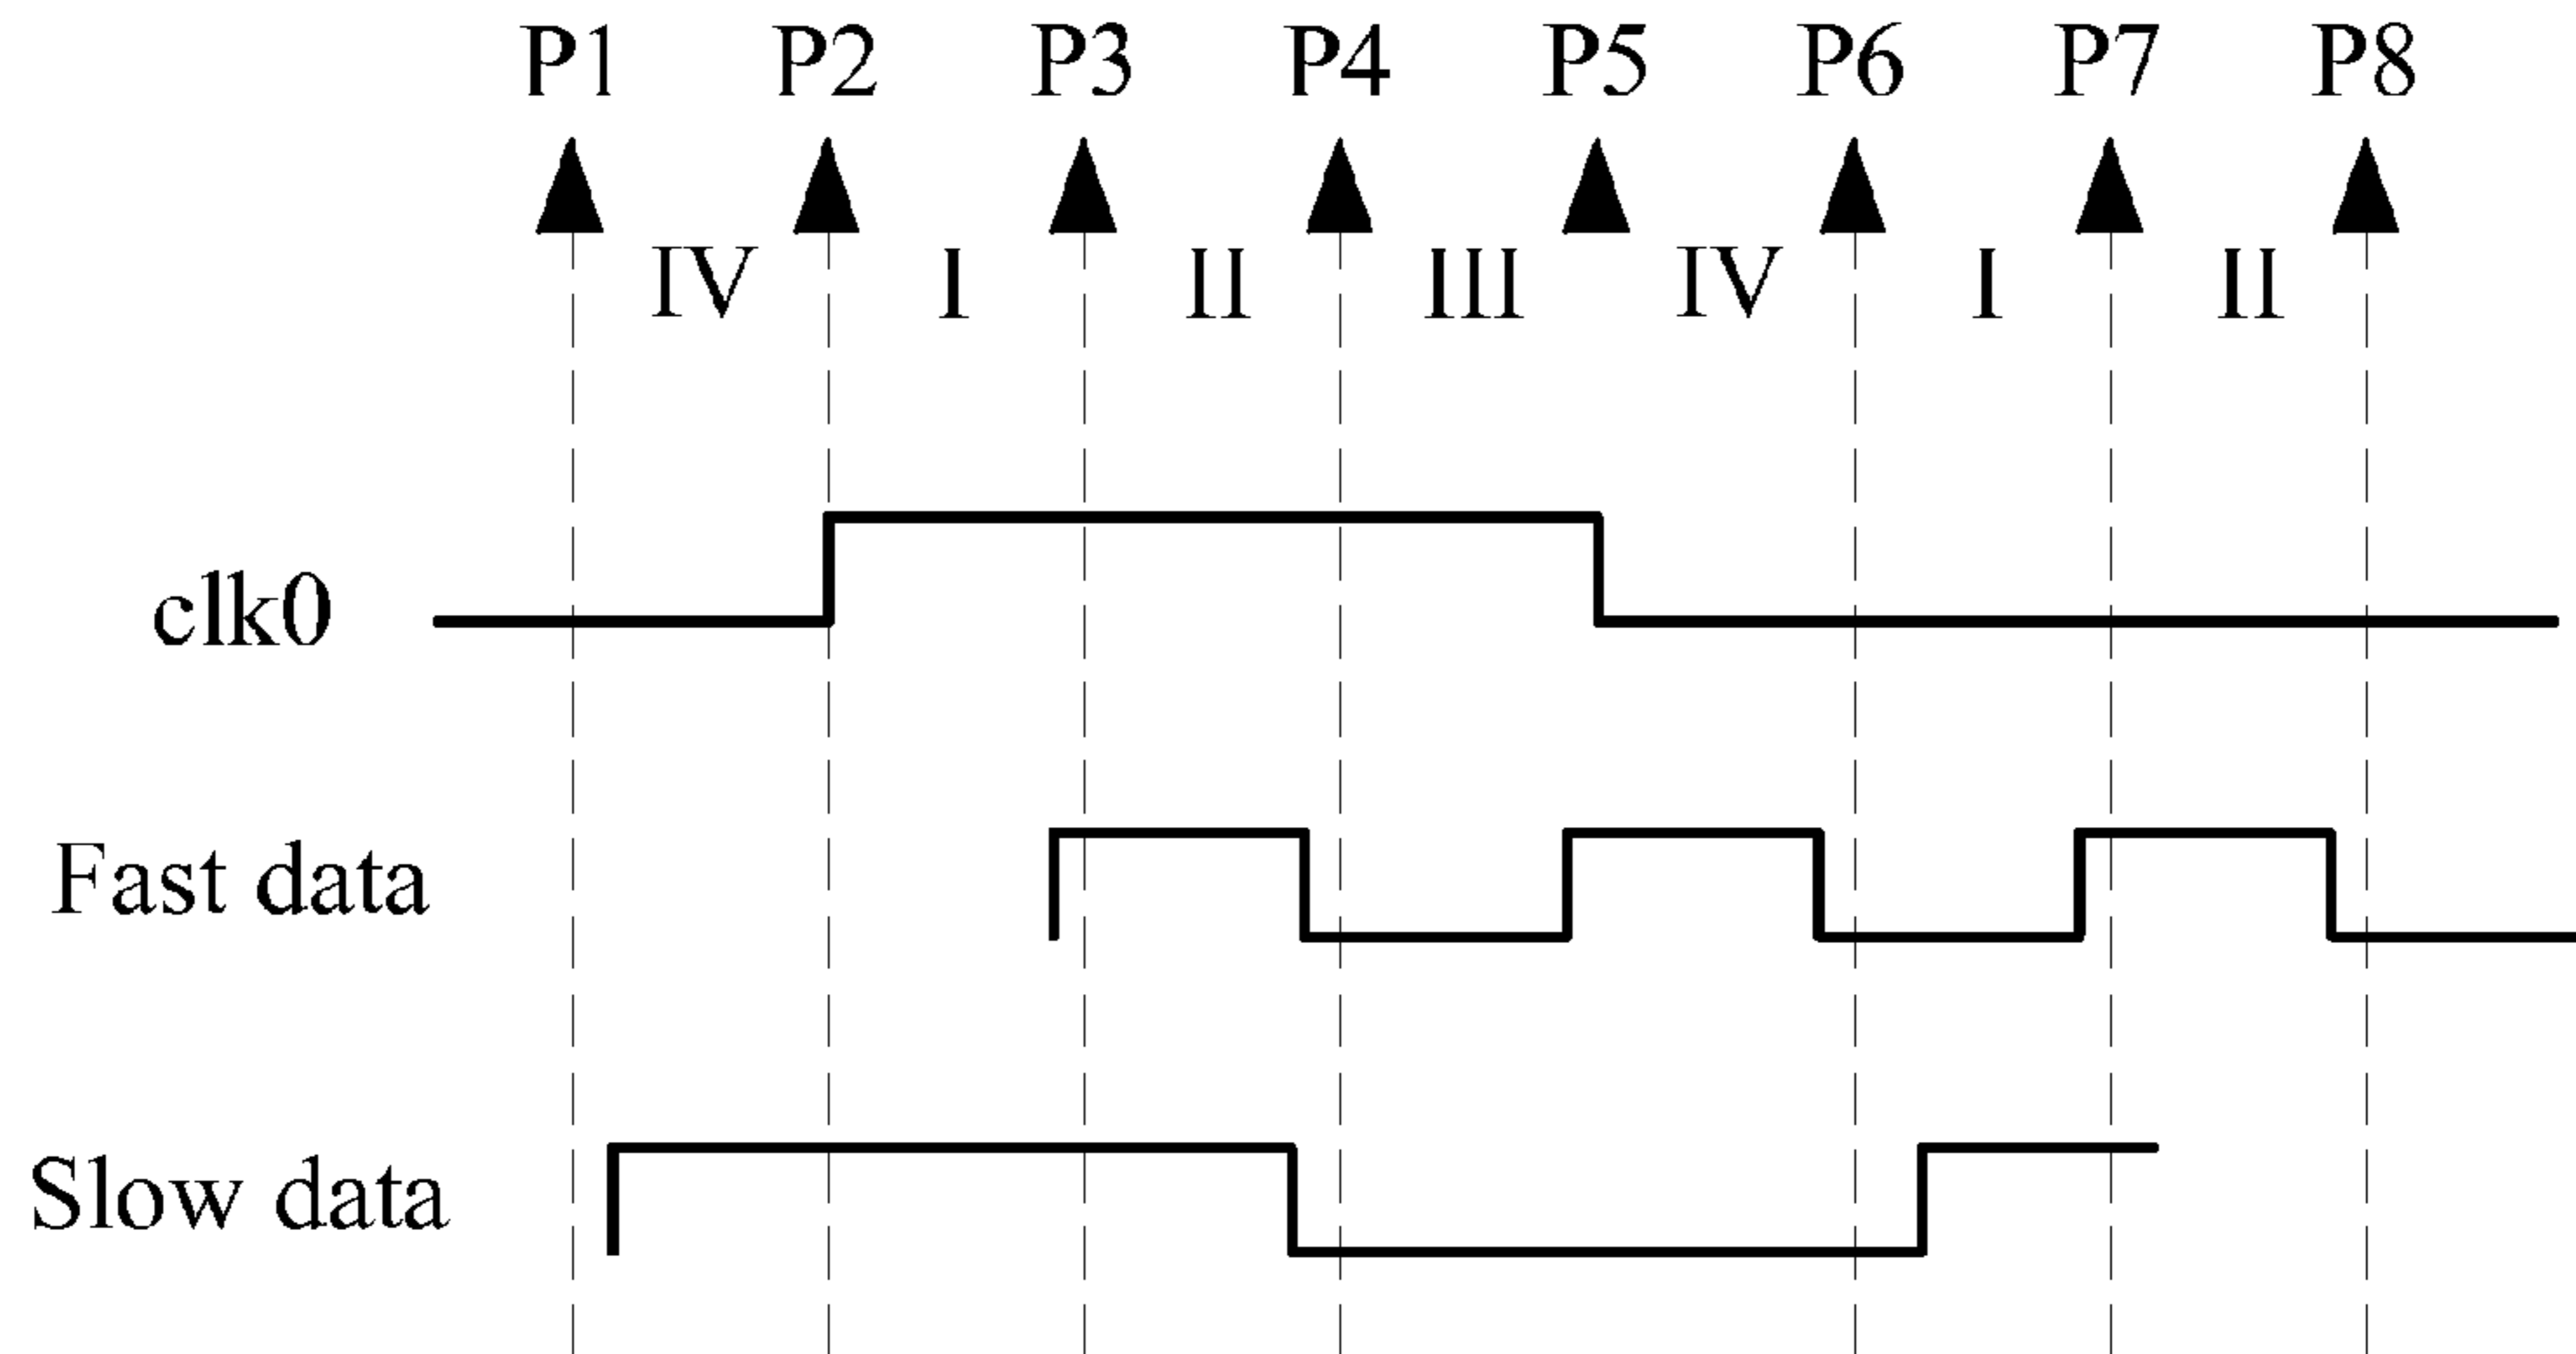 P1 P2 P3 P4 P5 P6 P7 P8
IV I II III IV I II
clk0
Fast data
Slow data